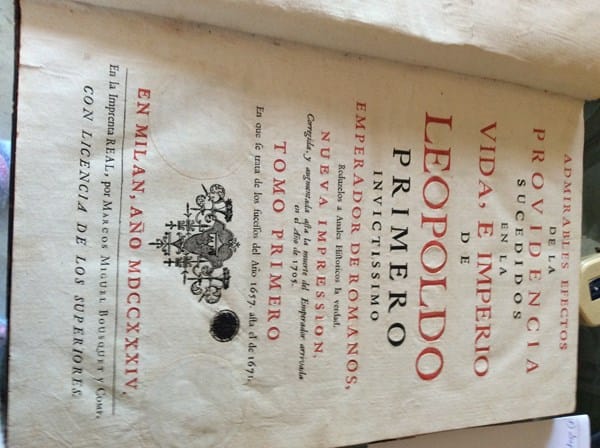 ADMIRABLES EFECTOS
DE LA
PROVIDENCIA
SUCEDIDOS
EN LA
VIDA, E IMPERIO
DE
LEOPOLDO
PRIMERO
INVICTISSIMO
EMPERADOR DE ROMANOS,
Reduzelos a Anales Historicos la verdad.
NUEVA IMPRESSION,
Corregida, y augmentada asta la muerte del Emperador arrivada
en el Año de 1705.
TOMO PRIMERO
En que se trata de los sucessos del Año 1657. asta el de 1671.
EN MILAN, AÑO MDCCXXXIV,
En la Imprenta REAL, por MARCOS MIGUEL BOUSQUET y COMP.
CON LICENCIA DE LOS SUPERIORES.